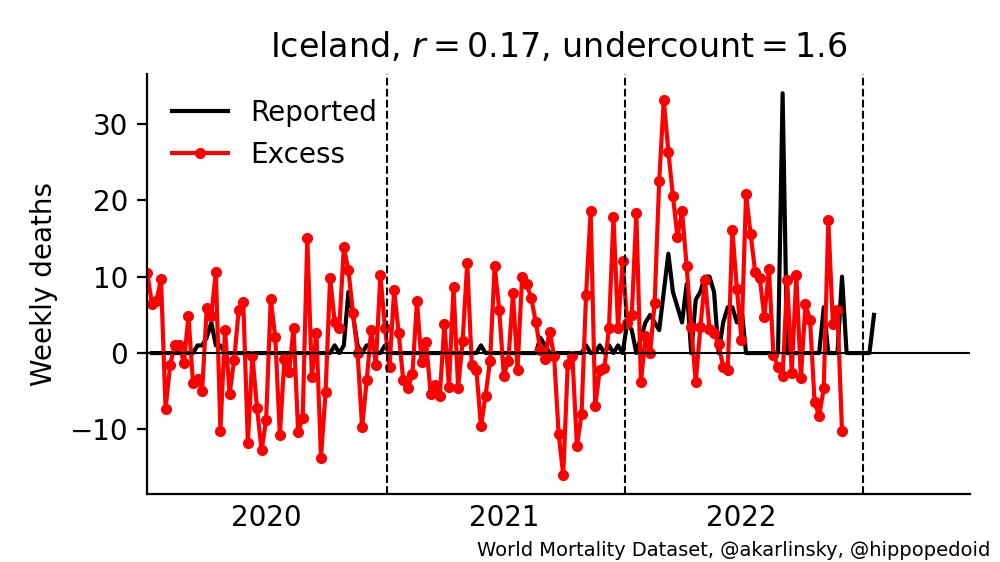 Iceland, r = 0.17, undercount = 1.6
Reported
Excess
Weekly deaths
30
20
10
0
−10
2020
2021
2022
World Mortality Dataset, @akarlinsky, @hippopedoid